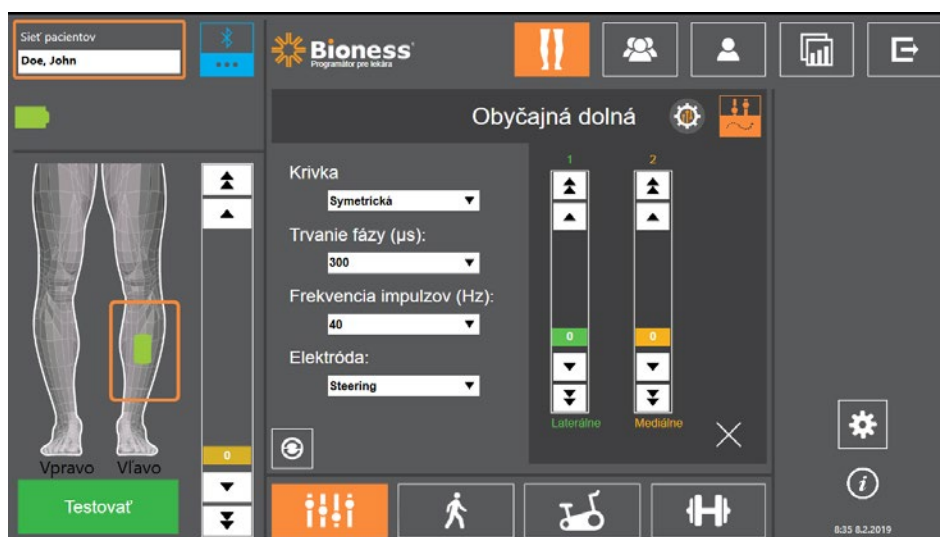 Sieť pacientov
Doe, John
Bioness
Programátor pre lekára
Obyčajná dolná
Krivka
Symetrická
Trvanie fázy (µs):
300
Frekvencia impulzov (Hz):
40
Elektróda:
Steering
1
2
0
0
Laterálne
Mediálne
Vpravo
Vľavo
0
Testovať
8:35 8.2.2019